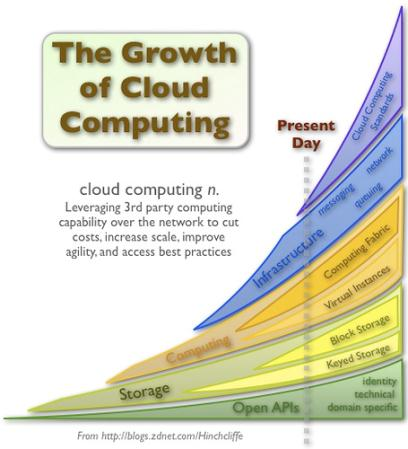 The Growth
of Cloud
Computing
Present
Day
cloud computing n.
Leveraging 3rd party computing
capability over the network to cut
costs, increase scale, improve
agility, and access best practices
Cloud Computing
Standards
Infrastructure
messaging
network
queuing
Computing
Computing Fabric
Virtual Instances
Storage
Block Storage
Keyed Storage
Open APIs
identity
technical
domain specific
From http://blogs.zdnet.com/Hinchcliffe